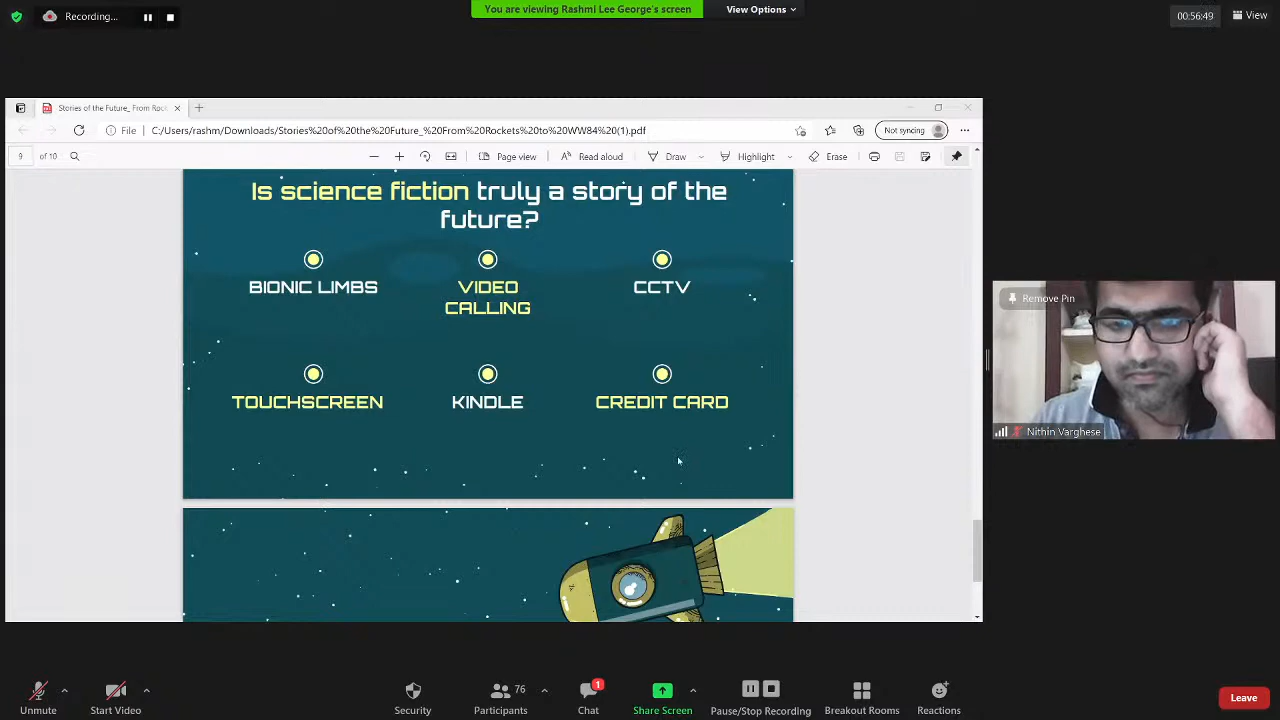 Recording...
You are viewing Rashmi Lee George's screen
View Options
00:56:49
View
Stories of the Future_ From Rock
File
C:/Users/rashm/Downloads/Stories%20of%20the%20Future_%20From%20Rockets%20to%20WW84%20(1).pdf
Not syncing
9 of 10
Page view
Read aloud
Draw
Highlight
Erase
Is science fiction truly a story of the
future?
BIONIC LIMBS
VIDEO
CALLING
CCTV
TOUCHSCREEN
KINDLE
CREDIT CARD
Remove Pin
Nithin Varghese
Unmute
Start Video
Security
Participants
76
Chat
1
Share Screen
Pause/Stop Recording
Breakout Rooms
Reactions
Leave